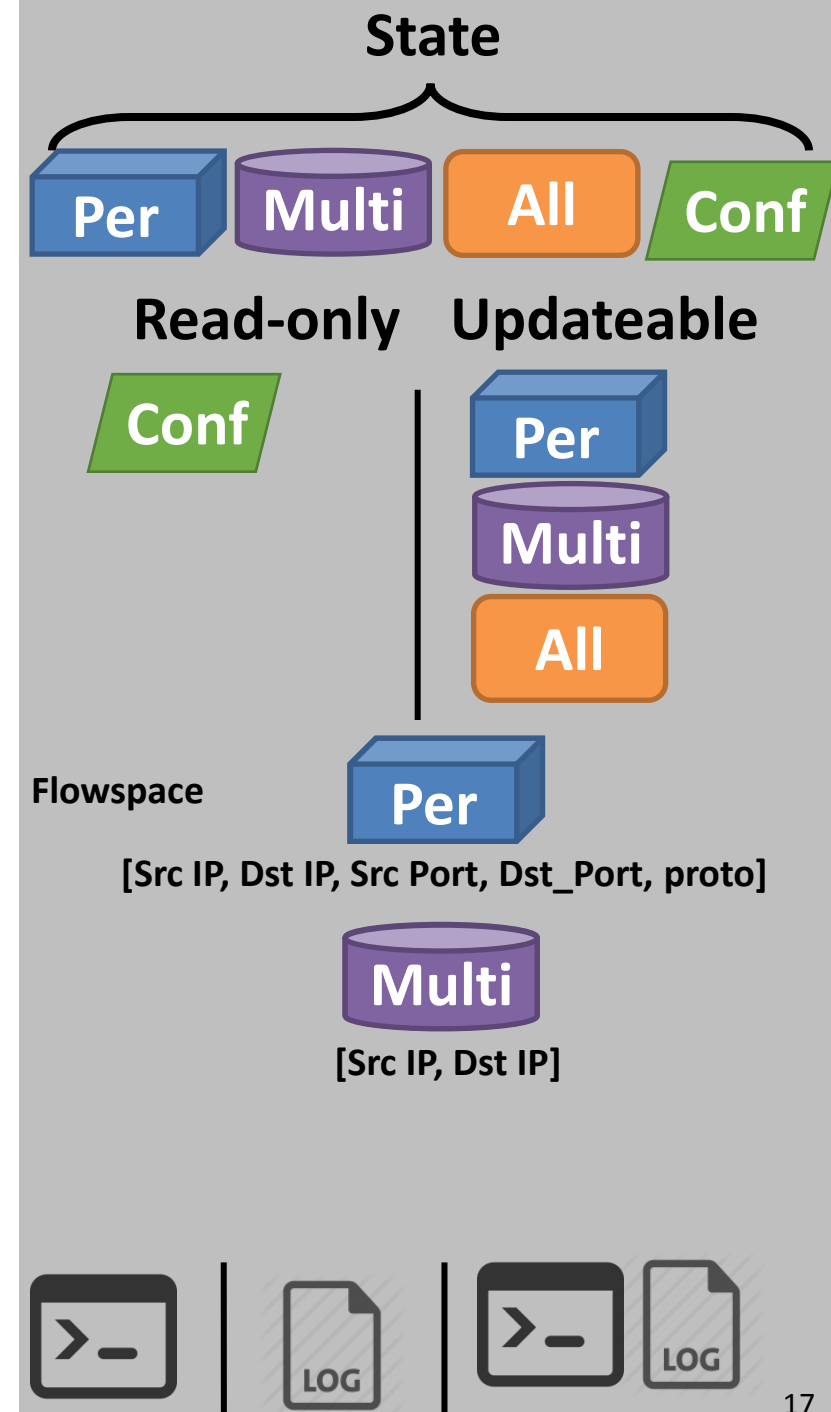 State
Per Multi All Conf
Read-only Updateable
Conf
Per
Multi
All
Flowspace
Per
[Src IP, Dst IP, Src Port, Dst_Port, proto]
Multi
[Src IP, Dst IP]
>_ LOG >_ LOG
17